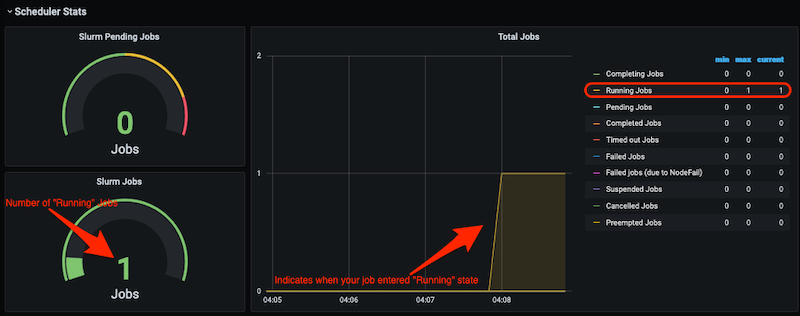 Scheduler Stats
Slurm Pending Jobs
0
Jobs
Slurm Jobs
Number of "Running" Jobs
1
Jobs
Total Jobs
2
1
0
04:05 04:06 04:07 04:08
Indicates when your job entered "Running" state
min max current
Completing Jobs 0 0 0
Running Jobs 0 1 1
Pending Jobs 0 0 0
Completed Jobs 0 0 0
Timed out Jobs 0 0 0
Failed Jobs 0 0 0
Failed jobs (due to NodeFail) 0 0 0
Suspended Jobs 0 0 0
Cancelled Jobs 0 0 0
Preempted Jobs 0 0 0